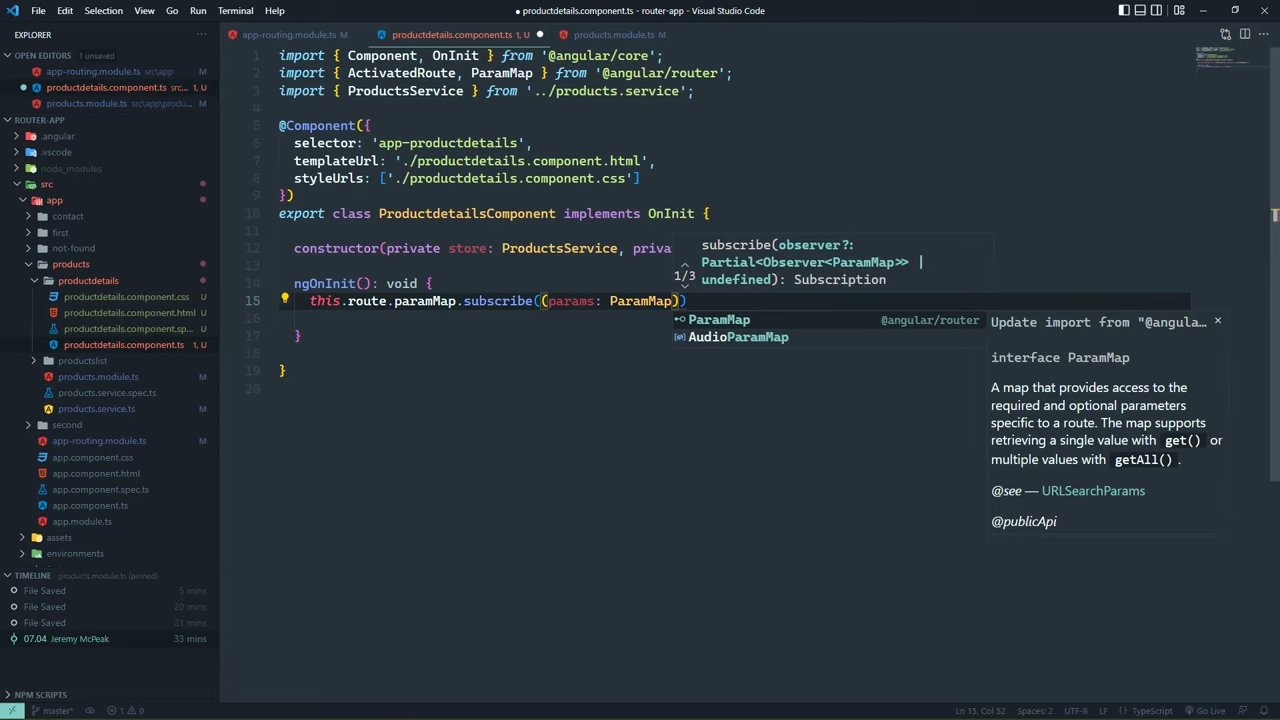 File Edit Selection View Go Run Terminal Help
● productdetails.component.ts - router-app - Visual Studio Code
EXPLORER
OPEN EDITORS 1 unsaved
app-routing.module.ts src\app M
productdetails.component.ts src... 1, U
products.module.ts src\app\produ... M
ROUTER-APP
.angular
.vscode
node_modules
src
app
contact
first
not-found
products
productdetails
productdetails.component.css U
productdetails.component.html U
productdetails.component.sp... U
productdetails.component.ts 1, U
productslist
products.module.ts M
products.service.spec.ts
products.service.ts M
second
app-routing.module.ts M
app.component.css
app.component.html
app.component.spec.ts
app.component.ts
app.module.ts
assets
environments
TIMELINE products.module.ts (pinned)
File Saved 5 mins
File Saved 20 mins
File Saved 21 mins
07.04 Jeremy McPeak 33 mins
NPM SCRIPTS
app-routing.module.ts M
productdetails.component.ts 1, U ●
products.module.ts M
1 import { Component, OnInit } from '@angular/core';
2 import { ActivatedRoute, ParamMap } from '@angular/router';
3 import { ProductsService } from '../products.service';
4
5 @Component({
6 selector: 'app-productdetails',
7 templateUrl: './productdetails.component.html',
8 styleUrls: ['./productdetails.component.css']
9 })
10 export class ProductdetailsComponent implements OnInit {
11
12 constructor(private store: ProductsService, priva
13
14 ngOnInit(): void {
15 this.route.paramMap.subscribe((params: ParamMap))
16
17 }
18
19 }
20
1/3
subscribe(observer?:
Partial<Observer<ParamMap>> |
undefined): Subscription
ParamMap @angular/router
AudioParamMap
Update import from "@angula...
interface ParamMap
A map that provides access to the
required and optional parameters
specific to a route. The map supports
retrieving a single value with get() or
multiple values with getAll() .
@see — URLSearchParams
@publicApi
master* 1 0
Ln 15, Col 52 Spaces: 2 UTF-8 LF {} TypeScript Go Live